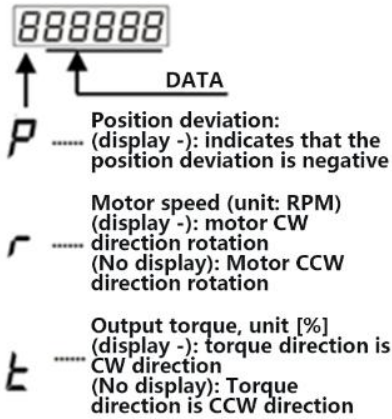 888888
DATA
P ...... Position deviation:
(display -): indicates that the
position deviation is negative
Motor speed (unit: RPM)
(display -): motor CW
r ...... direction rotation
(No display): Motor CCW
direction rotation
Output torque, unit [%]
(display -): torque direction is
t ...... CW direction
(No display): Torque
direction is CCW direction